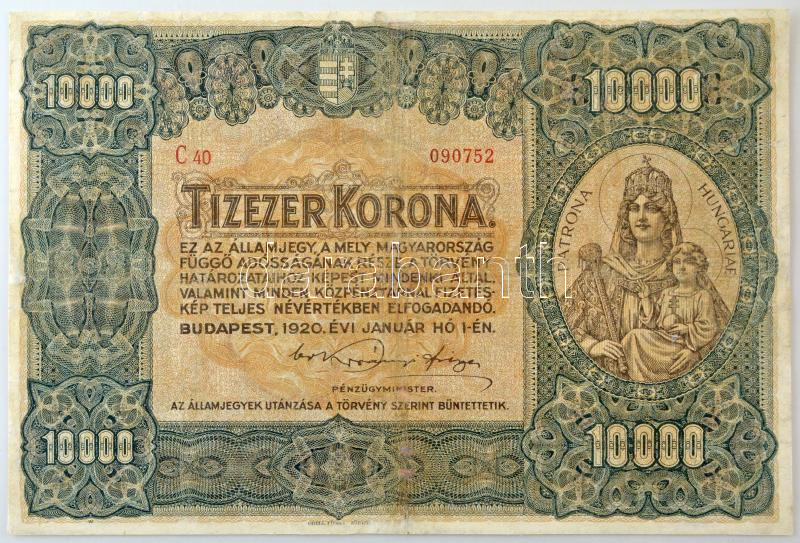 10000 10000
C 40 090752
TIZEZER KORONA.
EZ AZ ÁLLAMJEGY, A MELY MAGYARORSZÁG
FÜGGŐ ADÓSSÁGÁNAK RÉSZE, A TÖRVÉNY
HATÁROZATAIHOZ KÉPEST MINDENKI ÁLTAL,
VALAMINT MINDEN KÖZPÉNZTÁRNÁL FIZETÉS-
KÉP TELJES NÉVÉRTÉKBEN ELFOGADANDÓ.
BUDAPEST, 1920. ÉVI JANUÁR HÓ 1-ÉN.
PÉNZÜGYMINISTER.
AZ ÁLLAMJEGYEK UTÁNZÁSA A TÖRVÉNY SZERINT BÜNTETTETIK.
PATRONA HUNGARIAE
10000 10000
darabanth